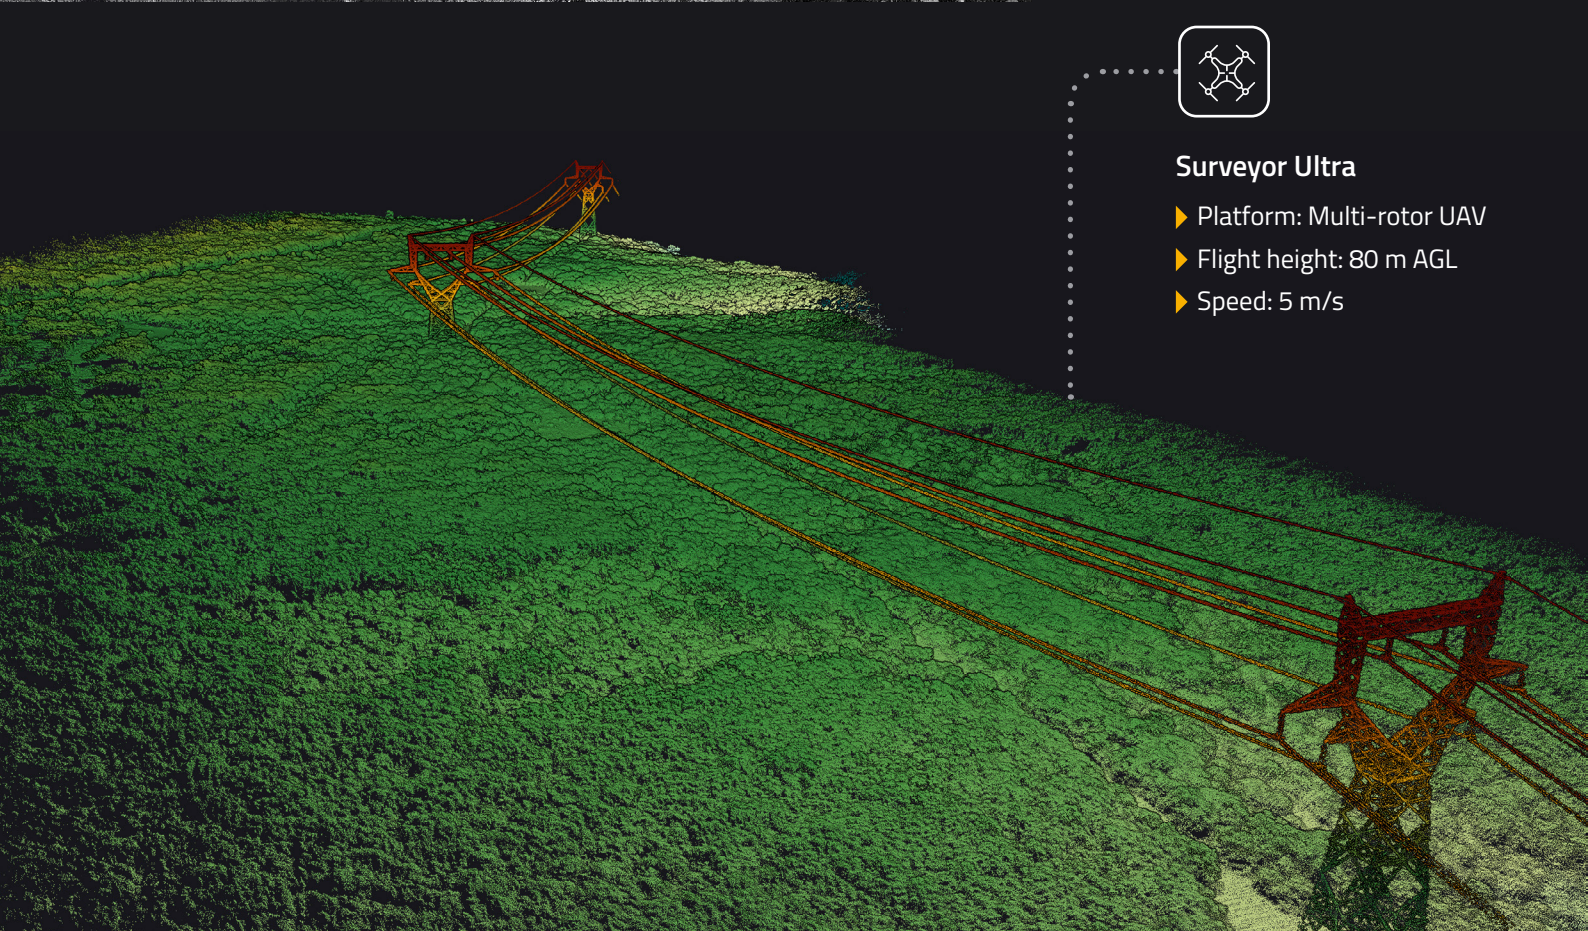 Surveyor Ultra
Platform: Multi-rotor UAV
Flight height: 80 m AGL
Speed: 5 m/s